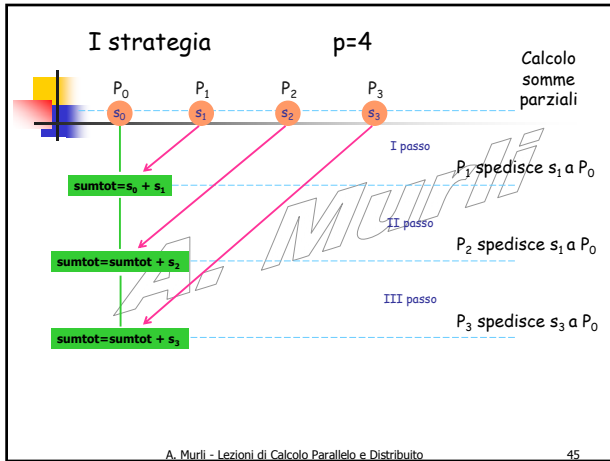 I strategia p=4
Calcolo
somme
parziali
P₀ P₁ P₂ P₃
s₀ s₁ s₂ s₃
I passo
P₁ spedisce s₁ a P₀
sumtot=s₀ + s₁
II passo
P₂ spedisce s₁ a P₀
sumtot=sumtot + s₂
III passo
P₃ spedisce s₃ a P₀
sumtot=sumtot + s₃
A. Murli
A. Murli - Lezioni di Calcolo Parallelo e Distribuito 45